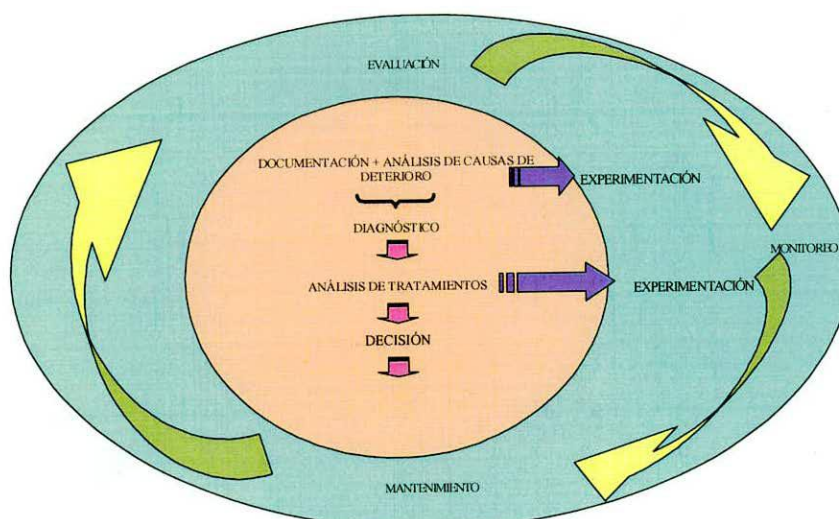 EVALUACIÓN
DOCUMENTACIÓN + ANÁLISIS DE CAUSAS DE
DETERIORO
EXPERIMENTACIÓN
DIAGNÓSTICO
MONITOREO
ANÁLISIS DE TRATAMIENTOS
EXPERIMENTACIÓN
DECISIÓN
MANTENIMIENTO